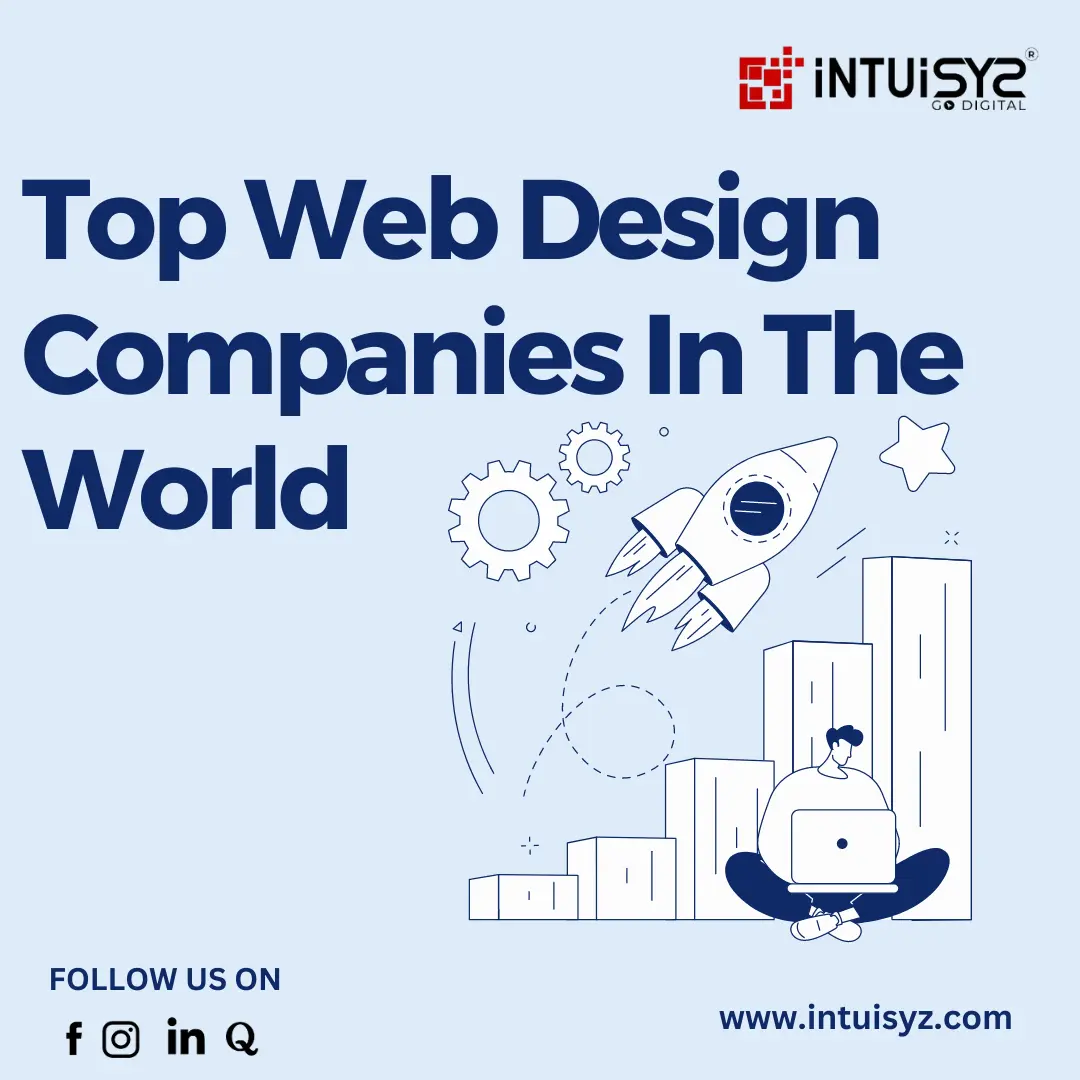 iNTUiSYZ®
GO DIGITAL
Top Web Design
Companies In The
World
FOLLOW US ON
www.intuisyz.com